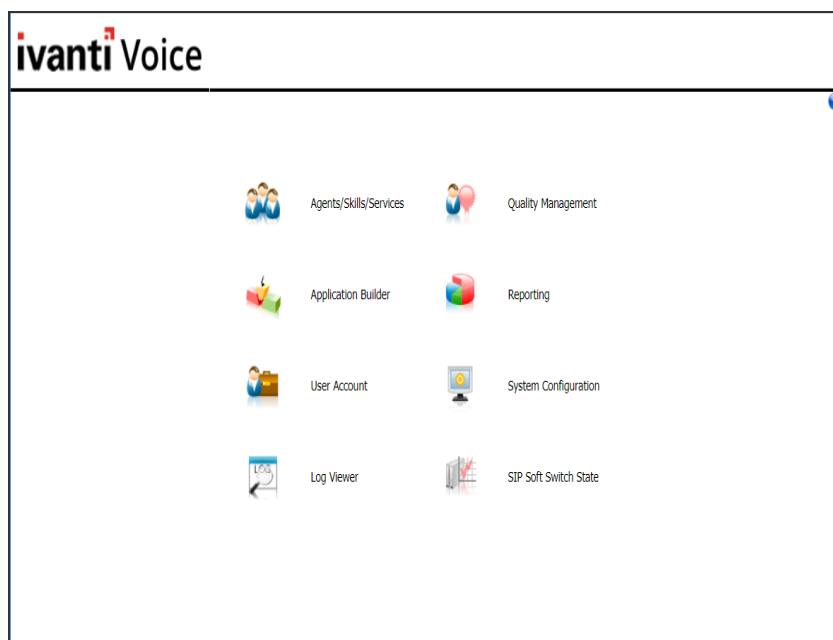 ivanti Voice
Agents/Skills/Services
Quality Management
Application Builder
Reporting
User Account
System Configuration
LOG
Log Viewer
SIP Soft Switch State